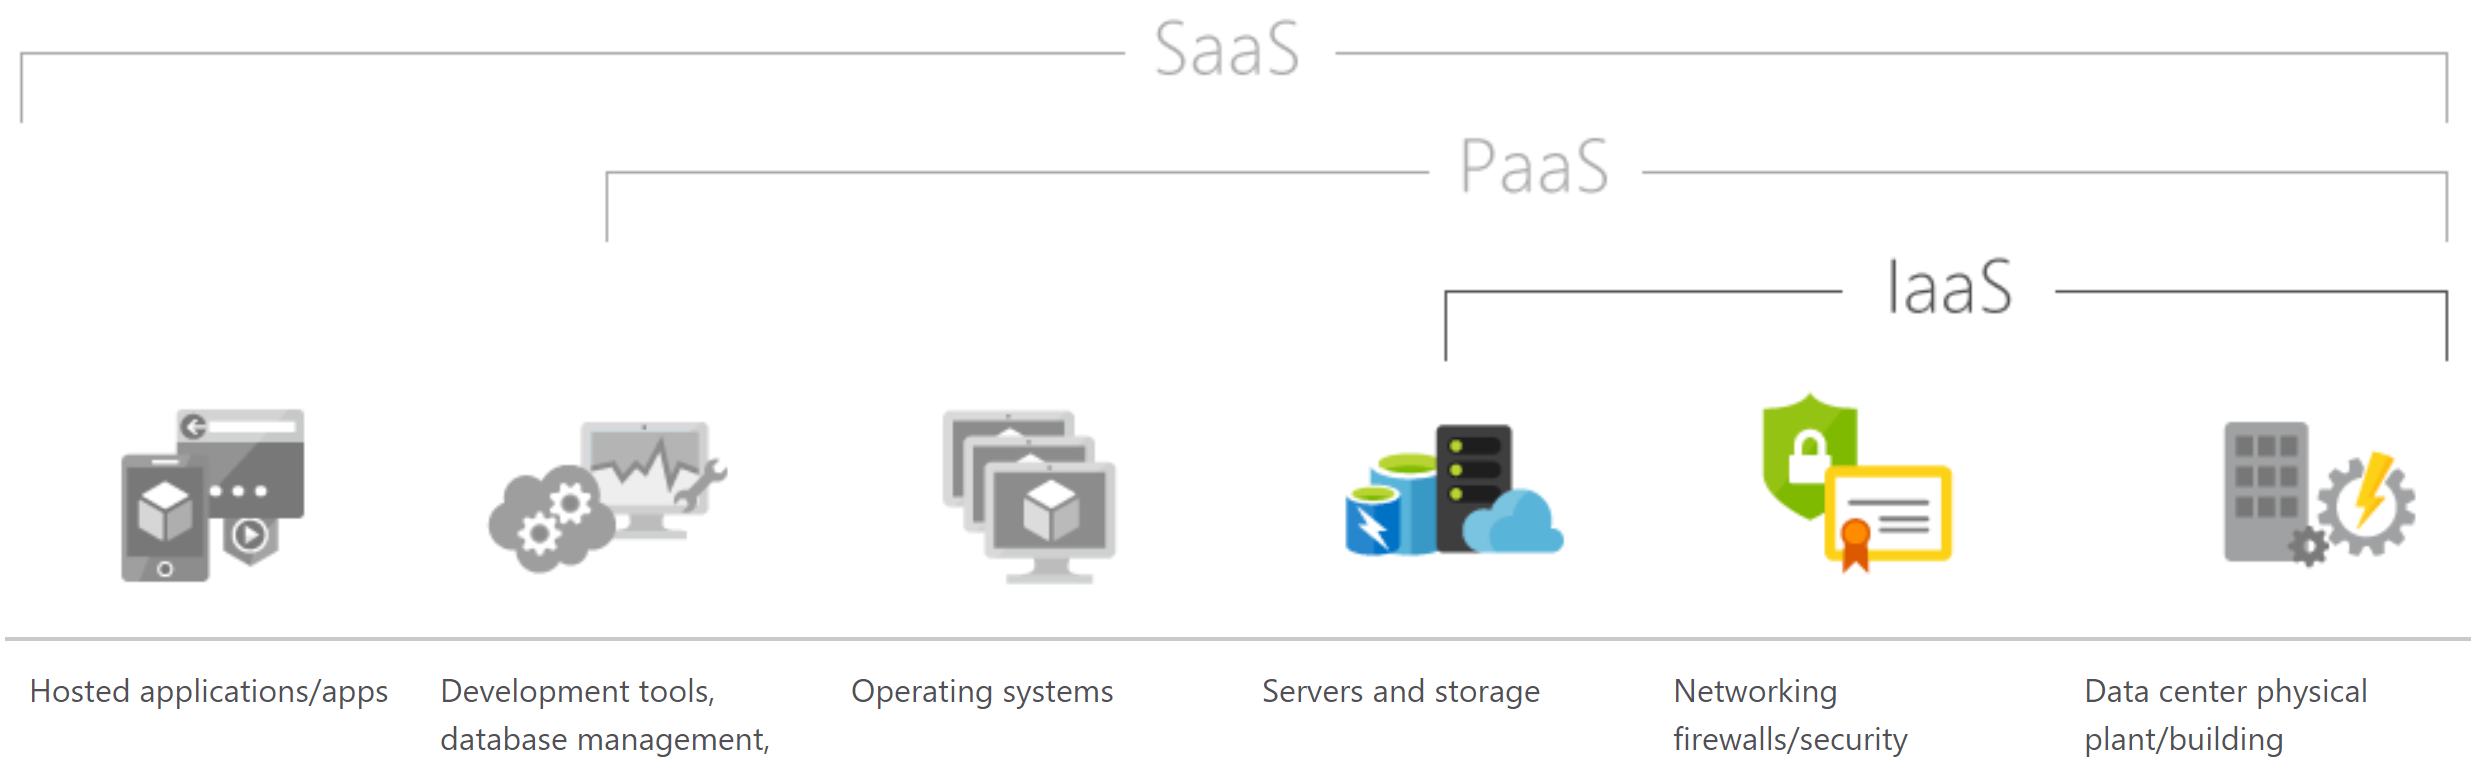 SaaS
PaaS
IaaS
Hosted applications/apps
Development tools,
database management,
Operating systems
Servers and storage
Networking
firewalls/security
Data center physical
plant/building